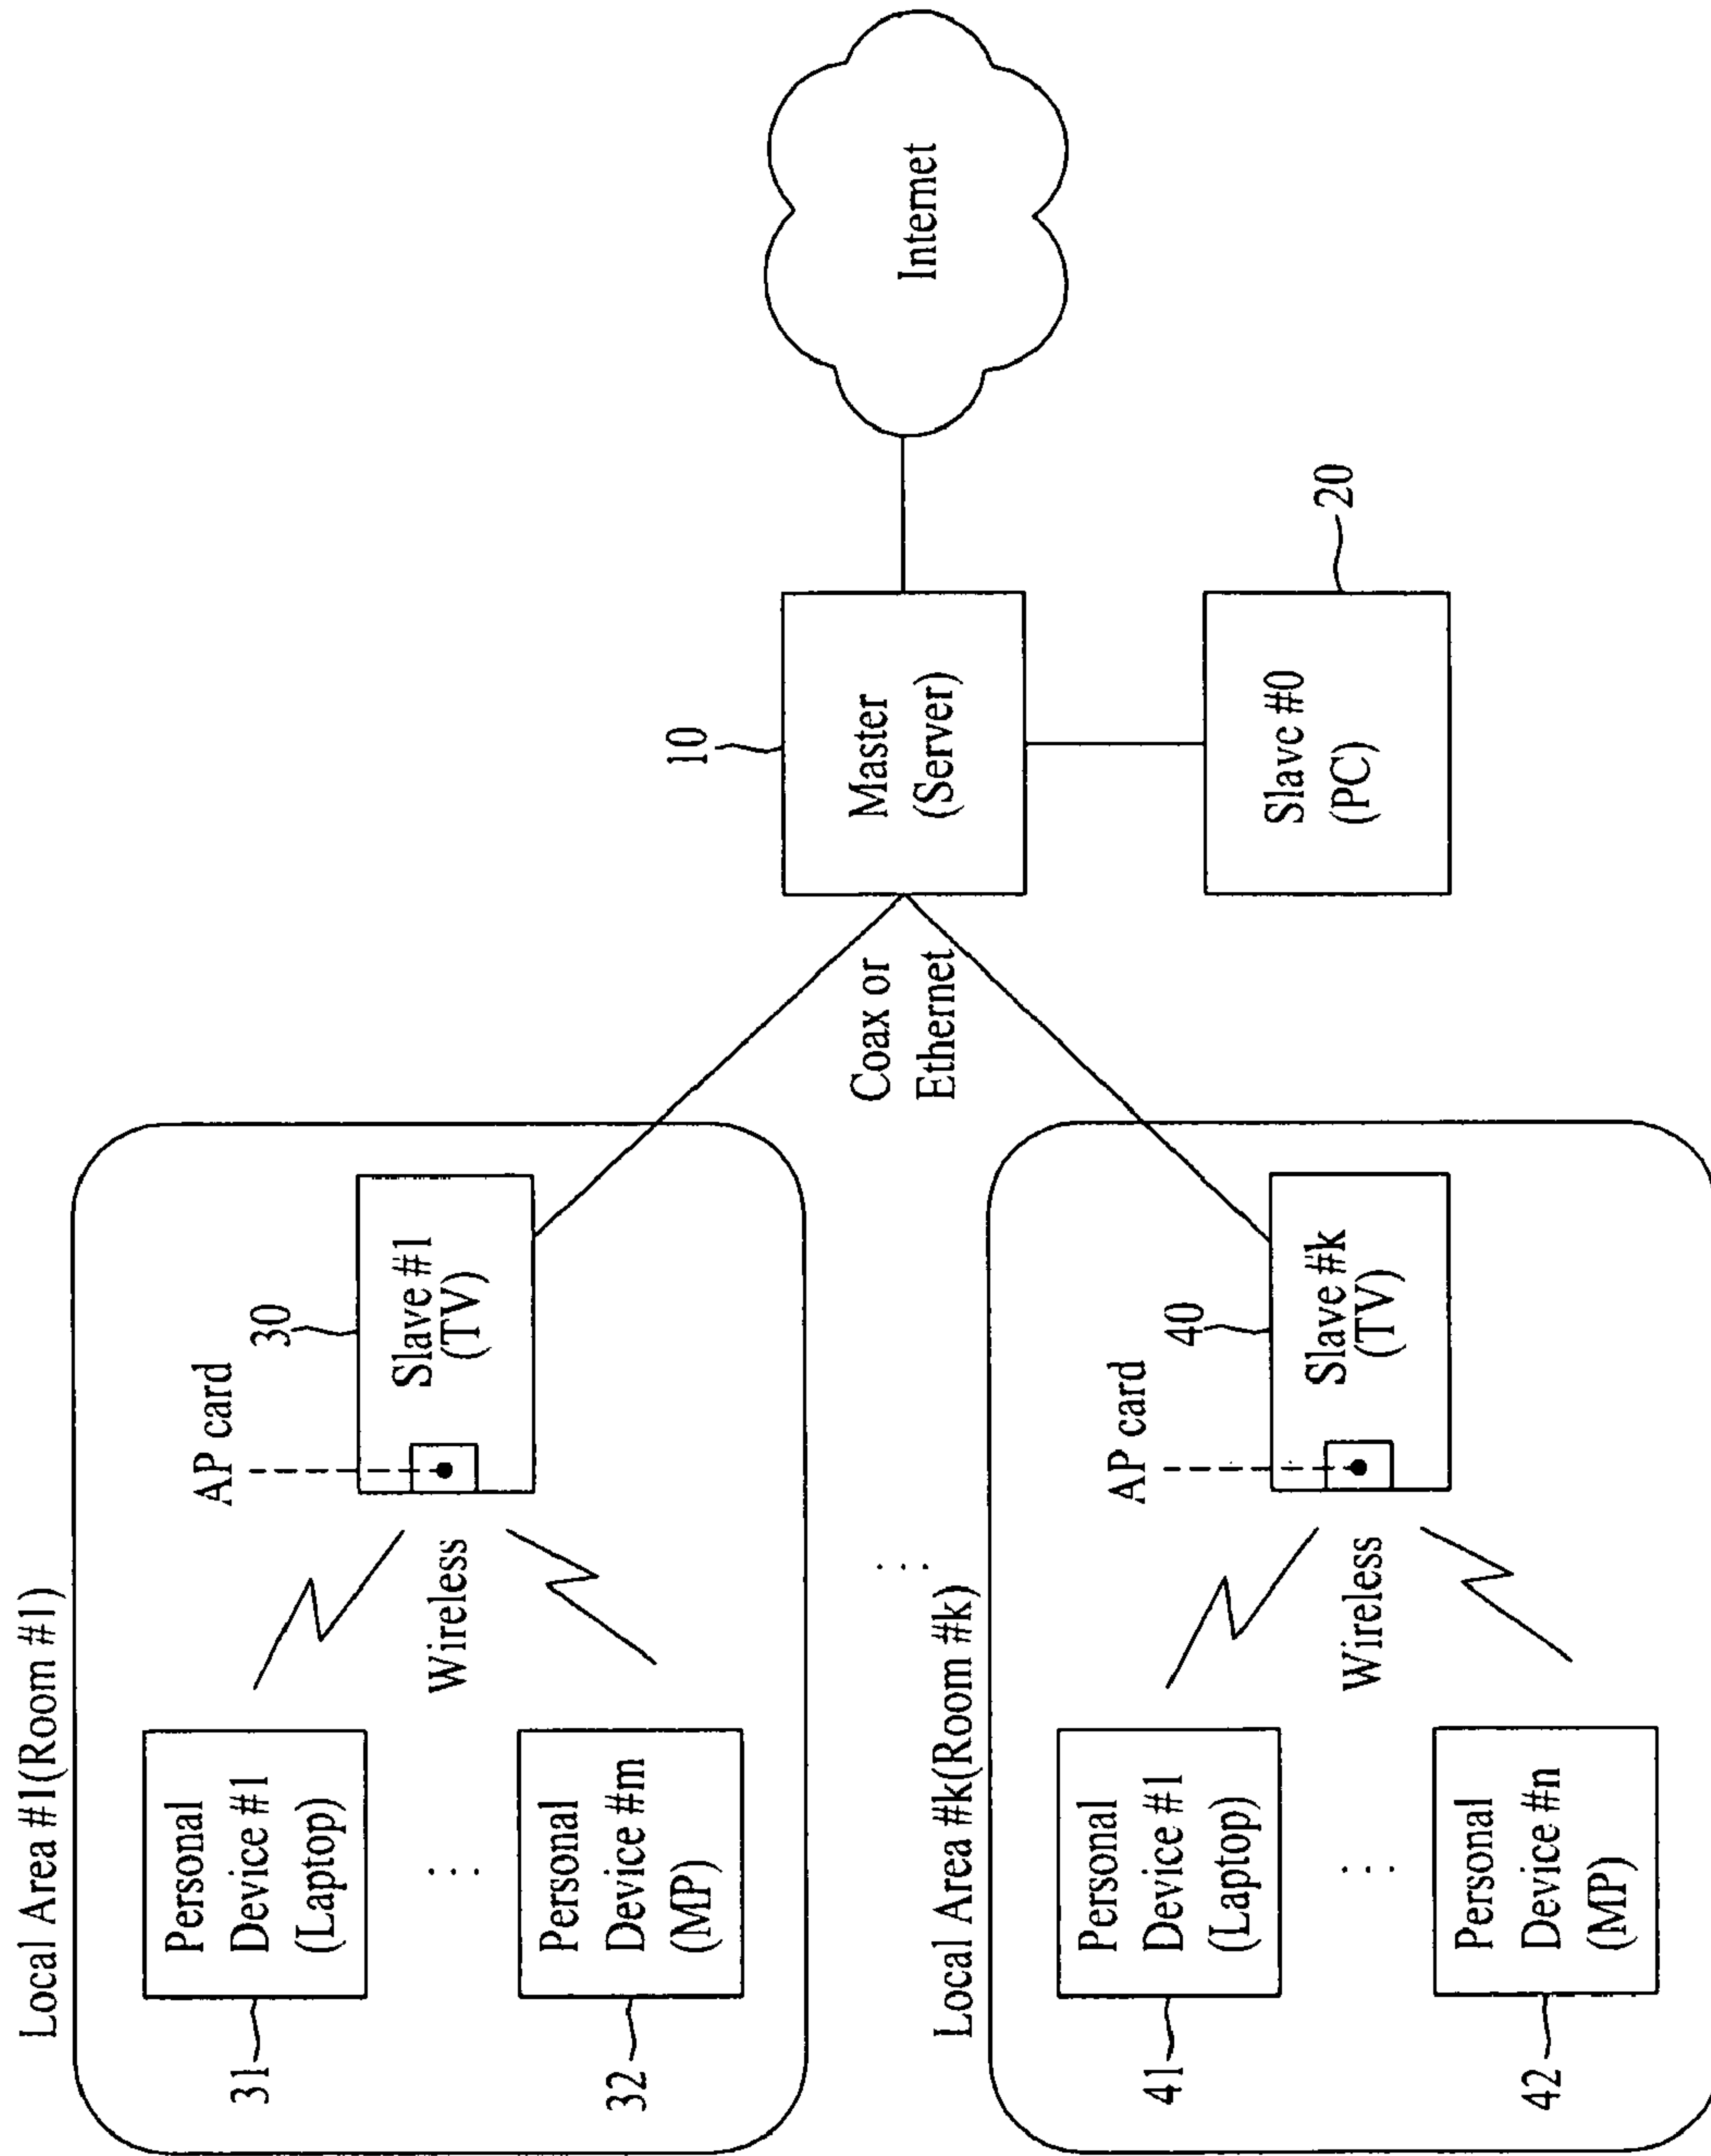 Local Area #1(Room #1)
31
Personal
Device #1
(Laptop)
32
Personal
Device #m
(MP)
Wireless
AP card
30
Slave #1
(TV)
Local Area #k(Room #k)
41
Personal
Device #1
(Laptop)
42
Personal
Device #n
(MP)
Wireless
AP card
40
Slave #k
(TV)
Coax or
Ethernet
10
Master
(Server)
20
Slave #0
(PC)
Internet